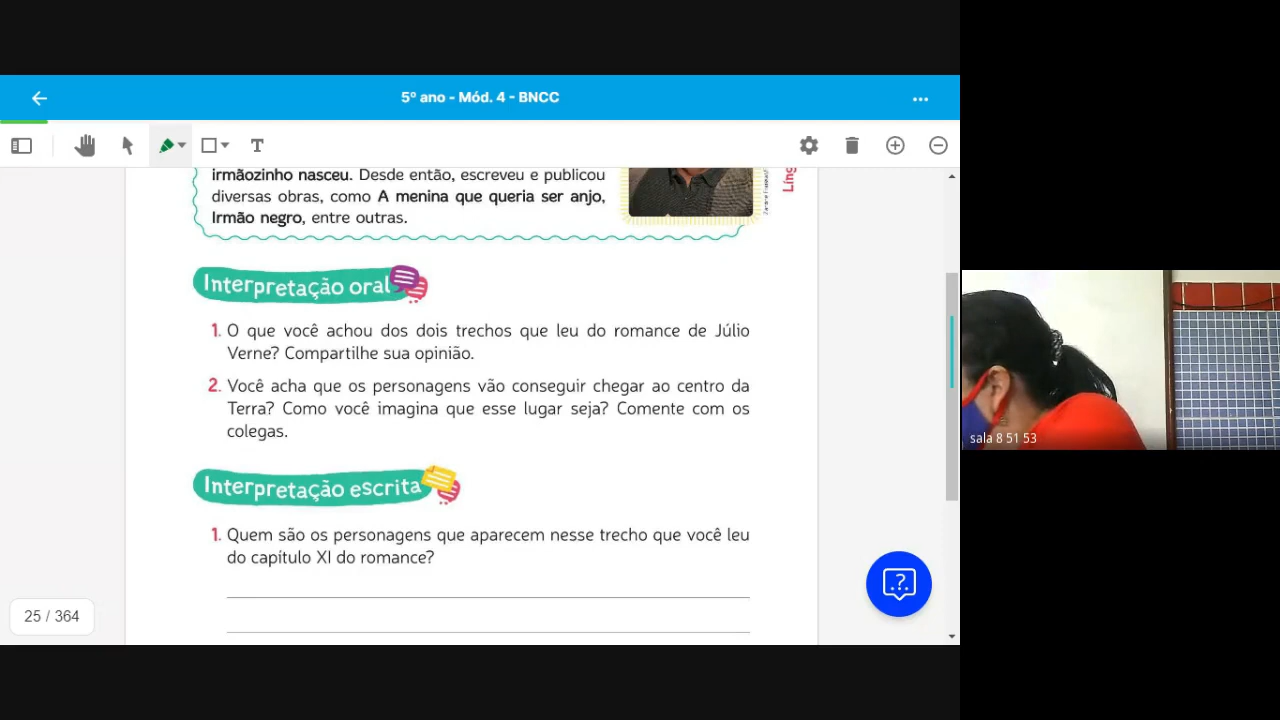 5º ano - Mód. 4 - BNCC
T
irmãozinho nasceu. Desde então, escreveu e publicou
diversas obras, como A menina que queria ser anjo,
Irmão negro, entre outras.
Líng
Interpretação oral
1. O que você achou dos dois trechos que leu do romance de Júlio
Verne? Compartilhe sua opinião.
2. Você acha que os personagens vão conseguir chegar ao centro da
Terra? Como você imagina que esse lugar seja? Comente com os
colegas.
Interpretação escrita
1. Quem são os personagens que aparecem nesse trecho que você leu
do capítulo XI do romance?
25 / 364
sala 8 51 53